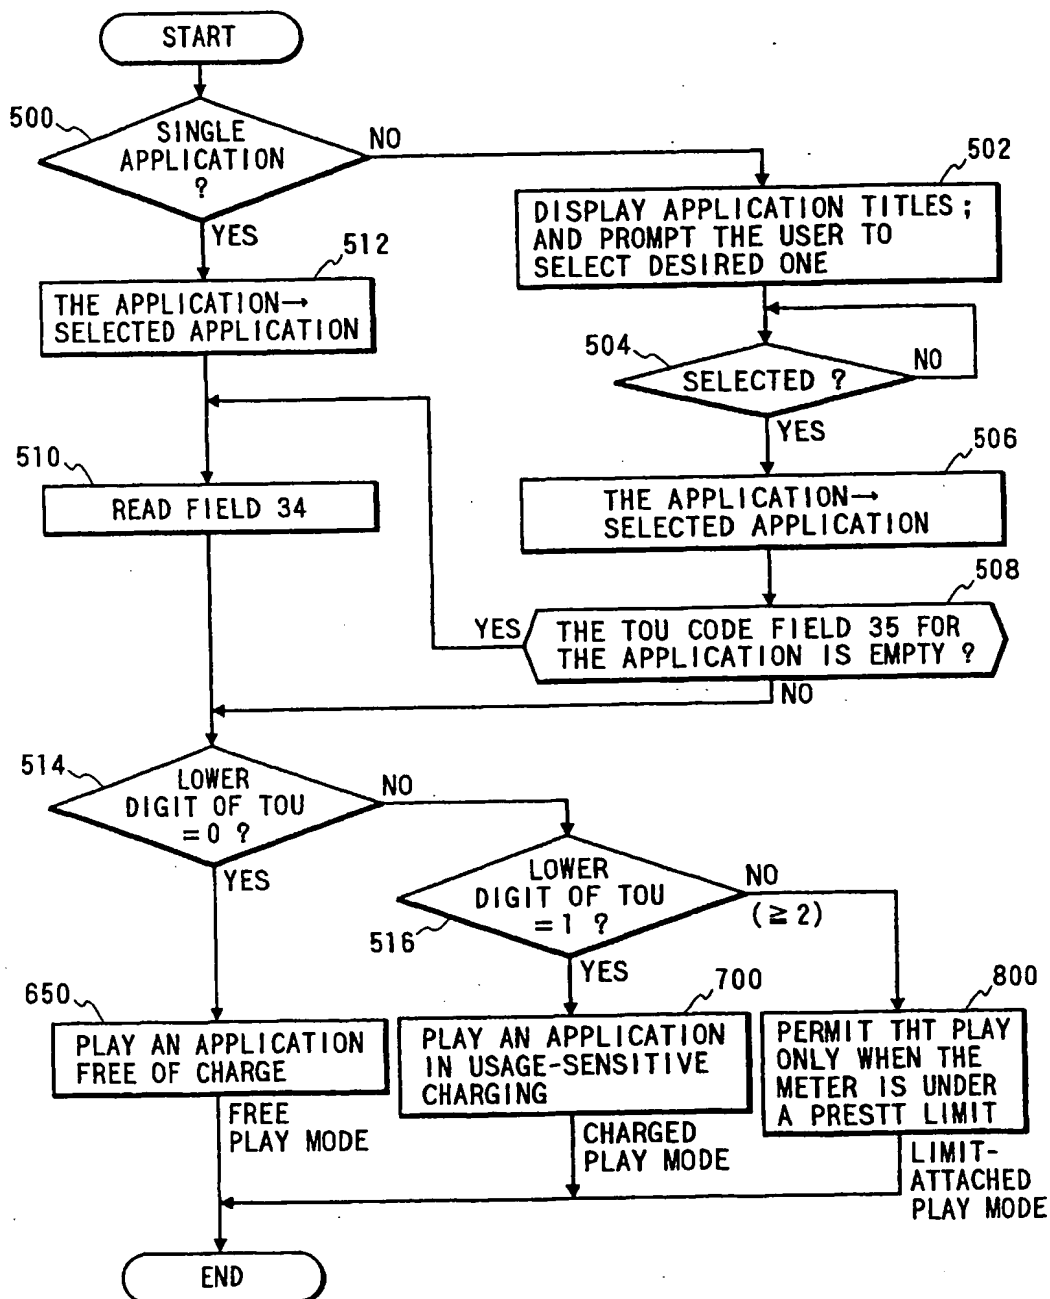 START
500
SINGLE
APPLICATION
?
NO
YES
502
DISPLAY APPLICATION TITLES;
AND PROMPT THE USER TO
SELECT DESIRED ONE
512
THE APPLICATION→
SELECTED APPLICATION
504
SELECTED ?
NO
YES
506
THE APPLICATION→
SELECTED APPLICATION
510
READ FIELD 34
508
YES
THE TOU CODE FIELD 35 FOR
THE APPLICATION IS EMPTY ?
NO
514
LOWER
DIGIT OF TOU
=0 ?
NO
YES
516
LOWER
DIGIT OF TOU
=1 ?
NO
(≧2)
YES
650
PLAY AN APPLICATION
FREE OF CHARGE
FREE
PLAY MODE
700
PLAY AN APPLICATION
IN USAGE-SENSITIVE
CHARGING
CHARGED
PLAY MODE
800
PERMIT THT PLAY
ONLY WHEN THE
METER IS UNDER
A PRESTT LIMIT
LIMIT-
ATTACHED
PLAY MODE
END